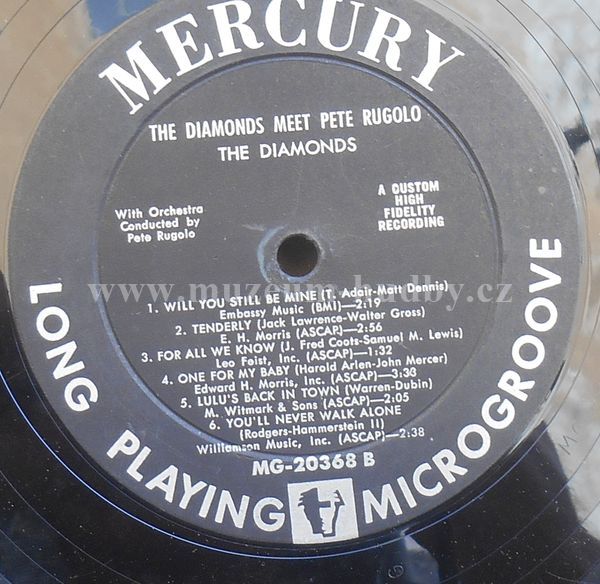 MERCURY
THE DIAMONDS MEET PETE RUGOLO
THE DIAMONDS
With Orchestra
Conducted by
Pete Rugolo
A CUSTOM
HIGH
FIDELITY
RECORDING
www.muzeum-hudby.cz
1. WILL YOU STILL BE MINE (T. Adair-Matt Dennis)
Embassy Music (BMI)—2:19
2. TENDERLY (Jack Lawrence-Walter Gross)
E. H. Morris (ASCAP)—2:56
3. FOR ALL WE KNOW (J. Fred Coots-Samuel M. Lewis)
Leo Feist, Inc. (ASCAP)—1:32
4. ONE FOR MY BABY (Harold Arlen-John Mercer)
Edward H. Morris, Inc. (ASCAP)—3:33
5. LULU'S BACK IN TOWN (Warren-Dubin)
M. Witmark & Sons (ASCAP)—2:05
6. YOU'LL NEVER WALK ALONE
(Rodgers-Hammerstein II)
Williamson Music, Inc. (ASCAP)—2:38
MG-20368 B
LONG PLAYING MICROGROOVE